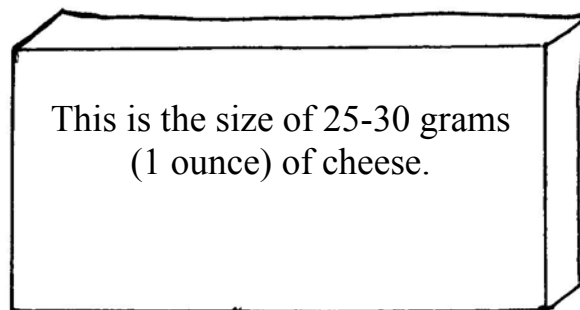 This is the size of 25-30 grams
(1 ounce) of cheese.